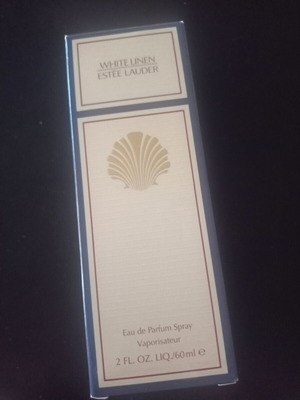 WHITE LINEN
ESTĒE LAUDER
Eau de Parfum Spray
Vaporisateur
2 FL. OZ. LIQ./60 ml ℮